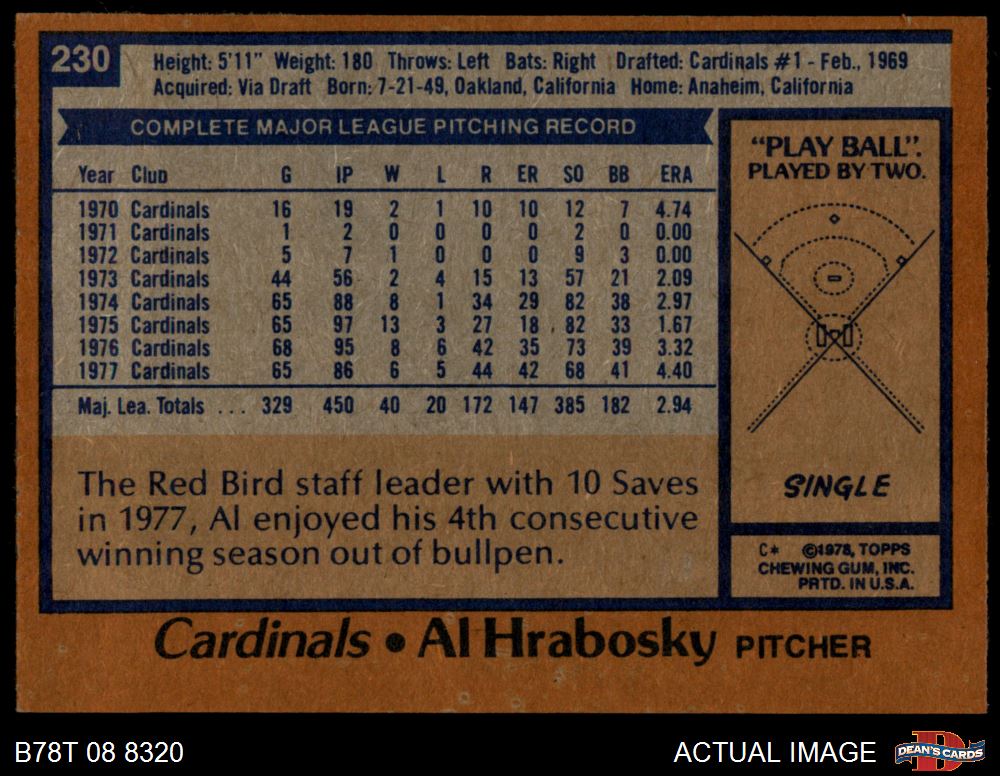 230
Height: 5'11" Weight: 180 Throws: Left Bats: Right Drafted: Cardinals #1 - Feb., 1969
Acquired: Via Draft Born: 7-21-49, Oakland, California Home: Anaheim, California
COMPLETE MAJOR LEAGUE PITCHING RECORD
Year Club G IP W L R ER SO BB ERA
1970 Cardinals 16 19 2 1 10 10 12 7 4.74
1971 Cardinals 1 2 0 0 0 0 2 0 0.00
1972 Cardinals 5 7 1 0 0 0 9 3 0.00
1973 Cardinals 44 56 2 4 15 13 57 21 2.09
1974 Cardinals 65 88 8 1 34 29 82 38 2.97
1975 Cardinals 65 97 13 3 27 18 82 33 1.67
1976 Cardinals 68 95 8 6 42 35 73 39 3.32
1977 Cardinals 65 86 6 5 44 42 68 41 4.40
Maj. Lea. Totals ... 329 450 40 20 172 147 385 182 2.94
The Red Bird staff leader with 10 Saves
in 1977, Al enjoyed his 4th consecutive
winning season out of bullpen.
"PLAY BALL".
PLAYED BY TWO.
SINGLE
C* ©1978, TOPPS
CHEWING GUM, INC.
PRTD. IN U.S.A.
Cardinals • Al Hrabosky PITCHER
B78T 08 8320
ACTUAL IMAGE
D
DEAN'S CARDS